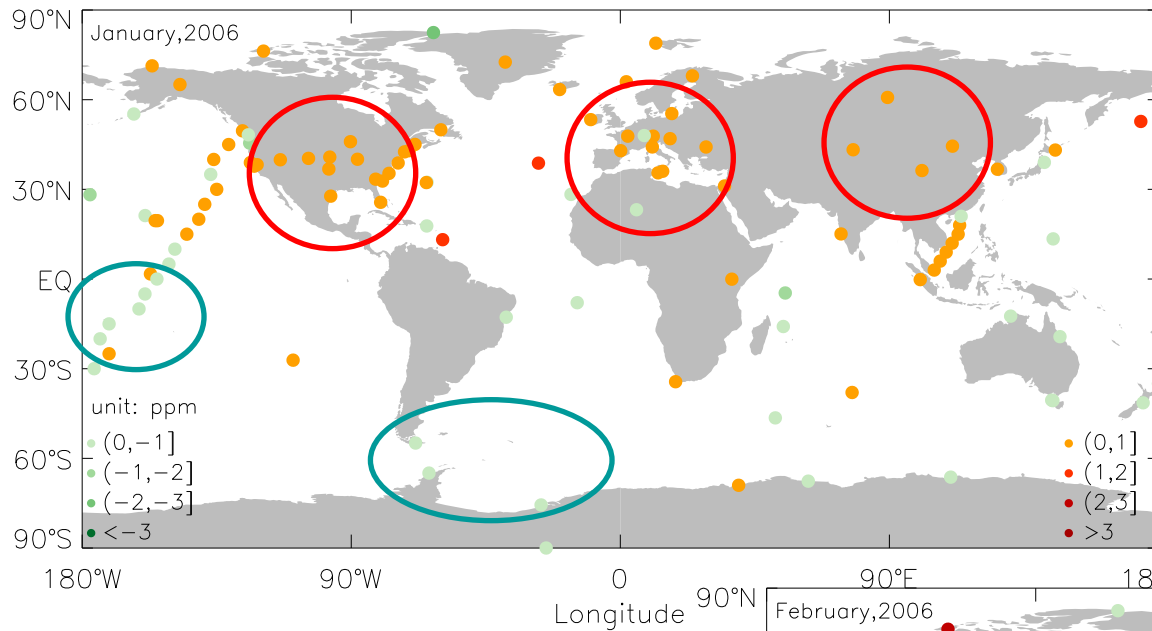 90°N
January,2006
60°N
30°N
EQ
30°S
unit: ppm
(0,−1]
(−1,−2]
(−2,−3]
<−3
(0,1]
(1,2]
(2,3]
>3
60°S
90°S
180°W 90°W 0 90°E 18
Longitude
90°N
February,2006